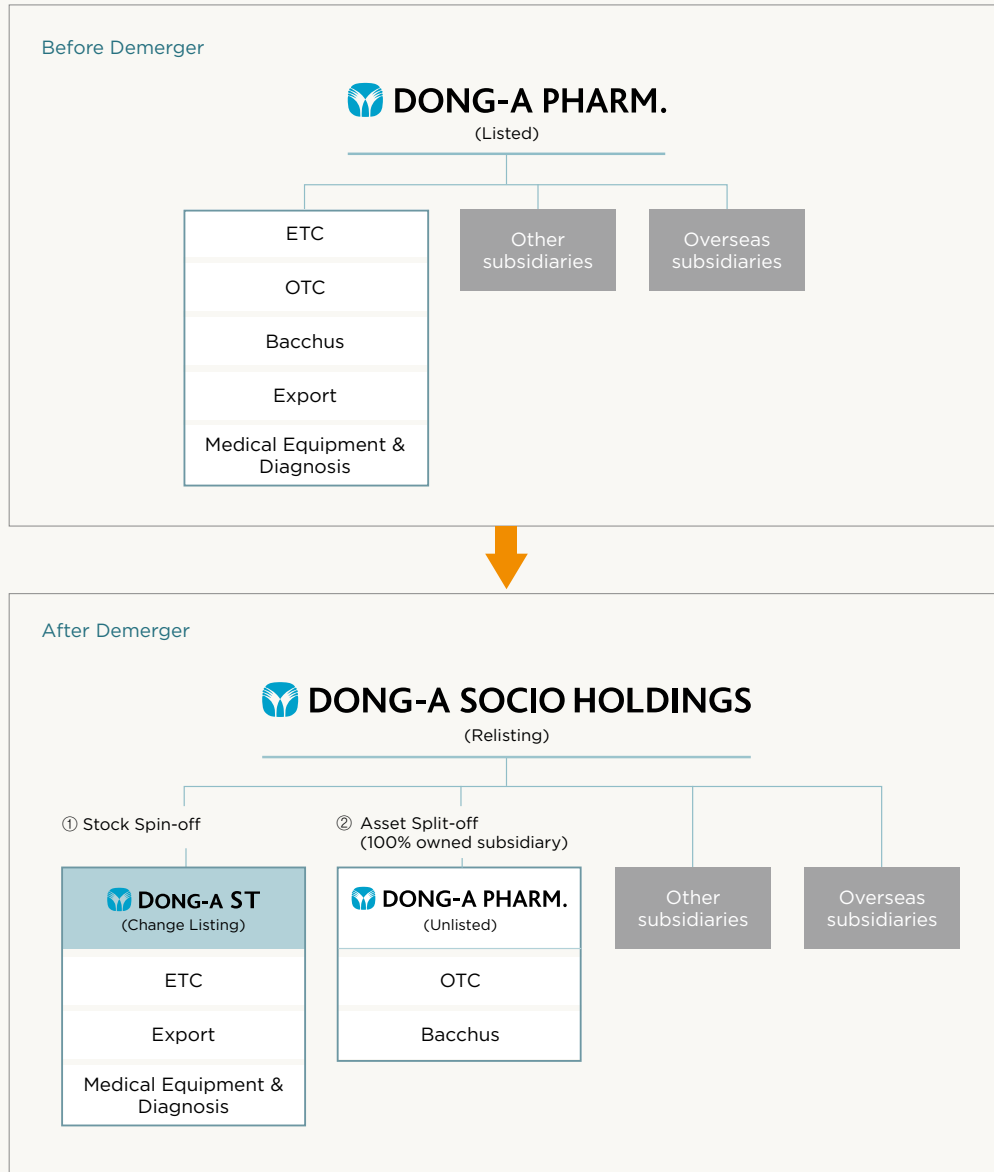 Before Demerger
DONG-A PHARM.
(Listed)
ETC
OTC
Bacchus
Export
Medical Equipment &
Diagnosis
Other
subsidiaries
Overseas
subsidiaries
After Demerger
DONG-A SOCIO HOLDINGS
(Relisting)
① Stock Spin-off
② Asset Split-off
(100% owned subsidiary)
DONG-A ST
(Change Listing)
ETC
Export
Medical Equipment &
Diagnosis
DONG-A PHARM.
(Unlisted)
OTC
Bacchus
Other
subsidiaries
Overseas
subsidiaries